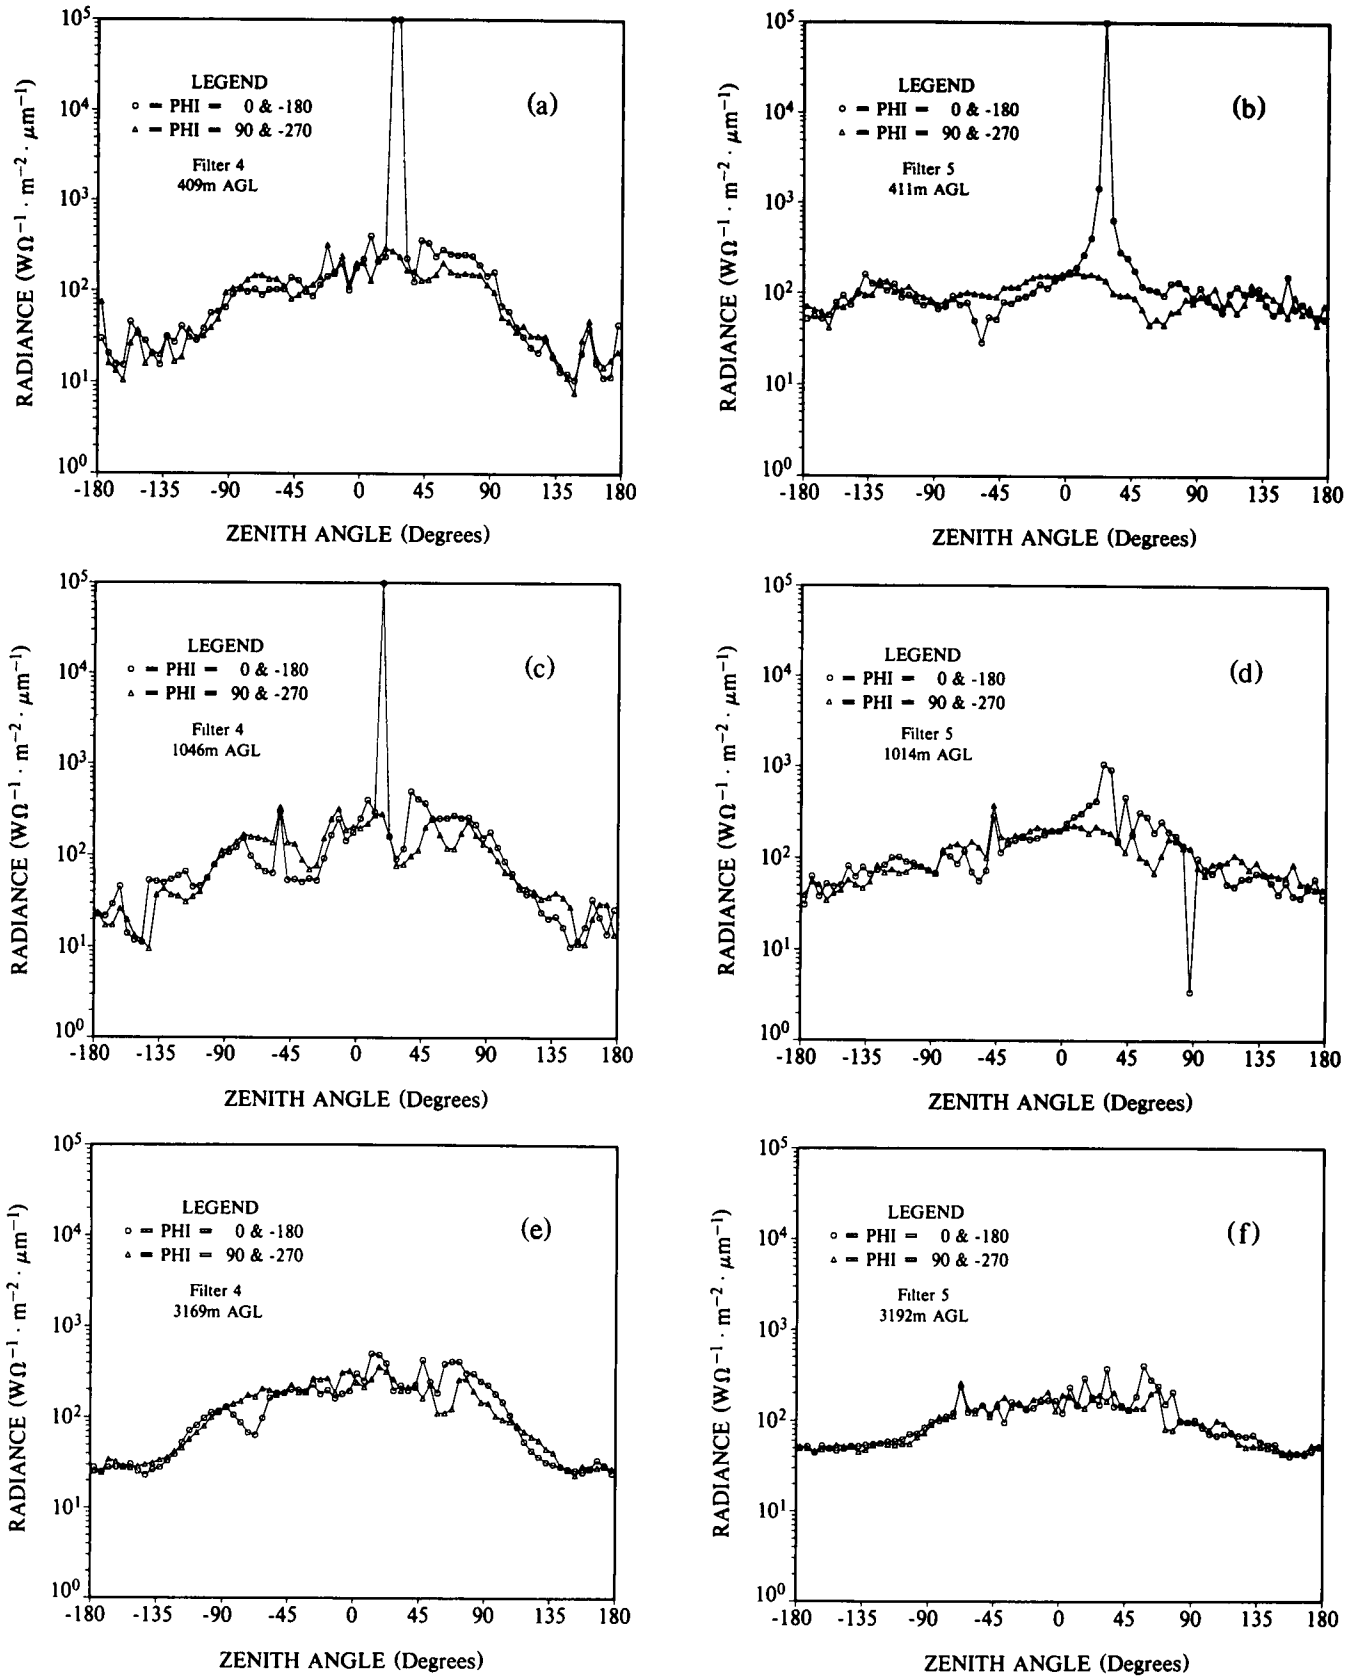 RADIANCE (WΩ⁻¹ · m⁻² · μm⁻¹)
10⁵
10⁴
10³
10²
10¹
10⁰
LEGEND
○ = PHI = 0 & -180
△ = PHI = 90 & -270
Filter 4
409m AGL
(a)
-180 -135 -90 -45 0 45 90 135 180
ZENITH ANGLE (Degrees)
RADIANCE (WΩ⁻¹ · m⁻² · μm⁻¹)
10⁵
10⁴
10³
10²
10¹
10⁰
LEGEND
○ = PHI = 0 & -180
△ = PHI = 90 & -270
Filter 5
411m AGL
(b)
-180 -135 -90 -45 0 45 90 135 180
ZENITH ANGLE (Degrees)
RADIANCE (WΩ⁻¹ · m⁻² · μm⁻¹)
10⁵
10⁴
10³
10²
10¹
10⁰
LEGEND
○ = PHI = 0 & -180
△ = PHI = 90 & -270
Filter 4
1046m AGL
(c)
-180 -135 -90 -45 0 45 90 135 180
ZENITH ANGLE (Degrees)
RADIANCE (WΩ⁻¹ · m⁻² · μm⁻¹)
10⁵
10⁴
10³
10²
10¹
10⁰
LEGEND
○ = PHI = 0 & -180
△ = PHI = 90 & -270
Filter 5
1014m AGL
(d)
-180 -135 -90 -45 0 45 90 135 180
ZENITH ANGLE (Degrees)
RADIANCE (WΩ⁻¹ · m⁻² · μm⁻¹)
10⁵
10⁴
10³
10²
10¹
10⁰
LEGEND
○ = PHI = 0 & -180
△ = PHI = 90 & -270
Filter 4
3169m AGL
(e)
-180 -135 -90 -45 0 45 90 135 180
ZENITH ANGLE (Degrees)
RADIANCE (WΩ⁻¹ · m⁻² · μm⁻¹)
10⁵
10⁴
10³
10²
10¹
10⁰
LEGEND
○ = PHI = 0 & -180
△ = PHI = 90 & -270
Filter 5
3192m AGL
(f)
-180 -135 -90 -45 0 45 90 135 180
ZENITH ANGLE (Degrees)